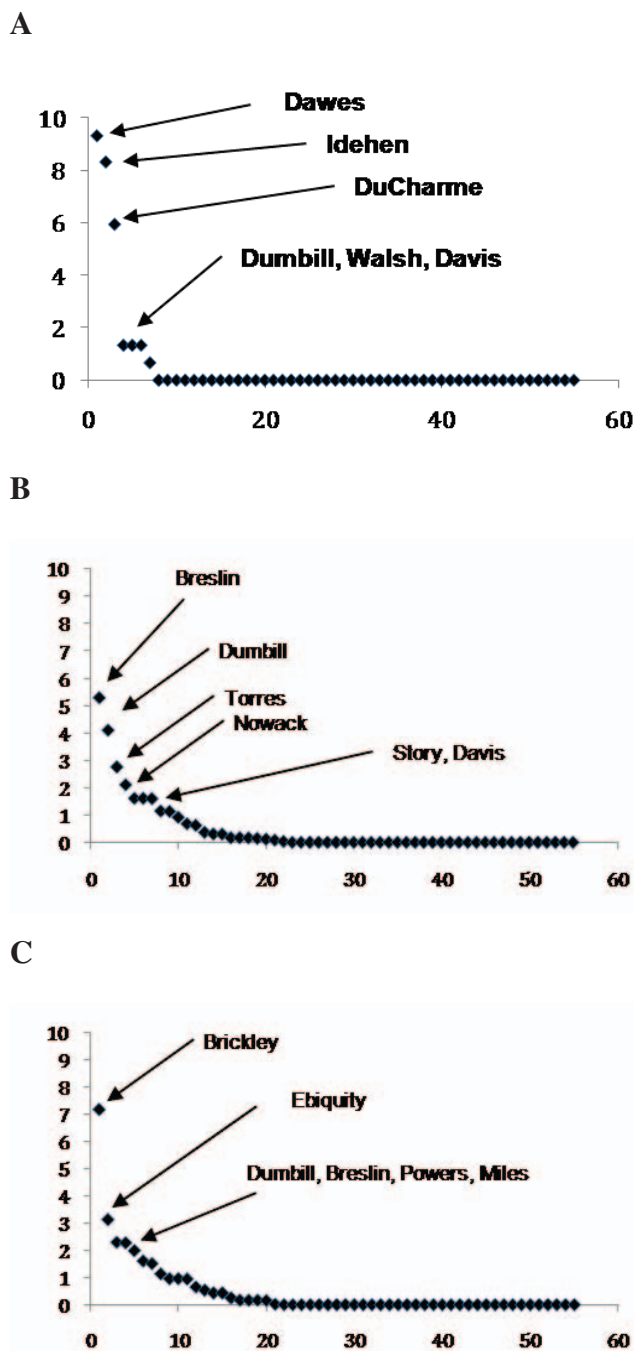 A
Dawes
10
Idehen
8
DuCharme
6
Dumbill, Walsh, Davis
4
2
0
0 20 40 60
B
10
Breslin
9
8
7
Dumbill
6
5
Torres
Nowack
4
3
Story, Davis
2
1
0
0 10 20 30 40 50 60
C
10
Brickley
9
8
7
Ebiquity
6
5
Dumbill, Breslin, Powers, Miles
4
3
2
1
0
0 10 20 30 40 50 60